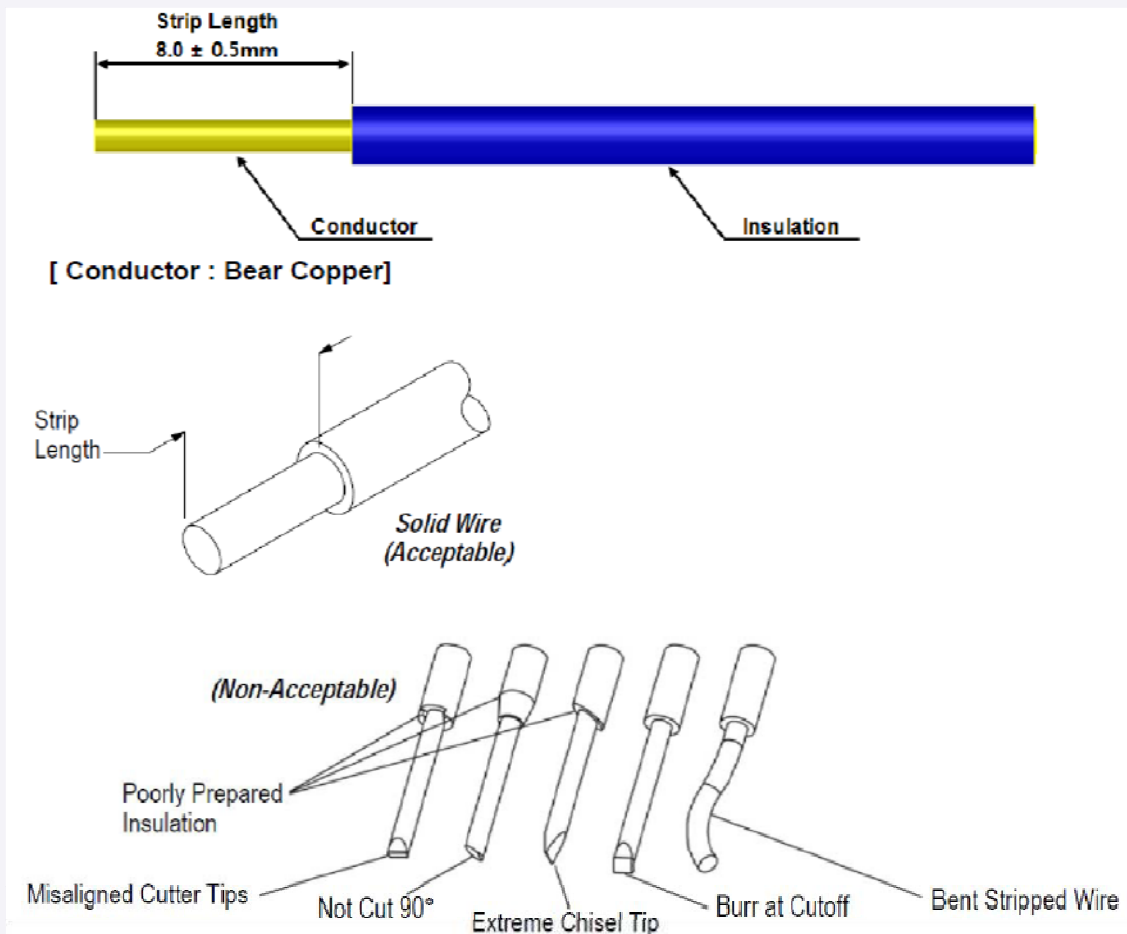 Strip Length
8.0 ± 0.5mm
Conductor
Insulation
[ Conductor : Bear Copper]
Strip
Length
Solid Wire
(Acceptable)
(Non-Acceptable)
Poorly Prepared
Insulation
Misaligned Cutter Tips
Not Cut 90°
Extreme Chisel Tip
Burr at Cutoff
Bent Stripped Wire